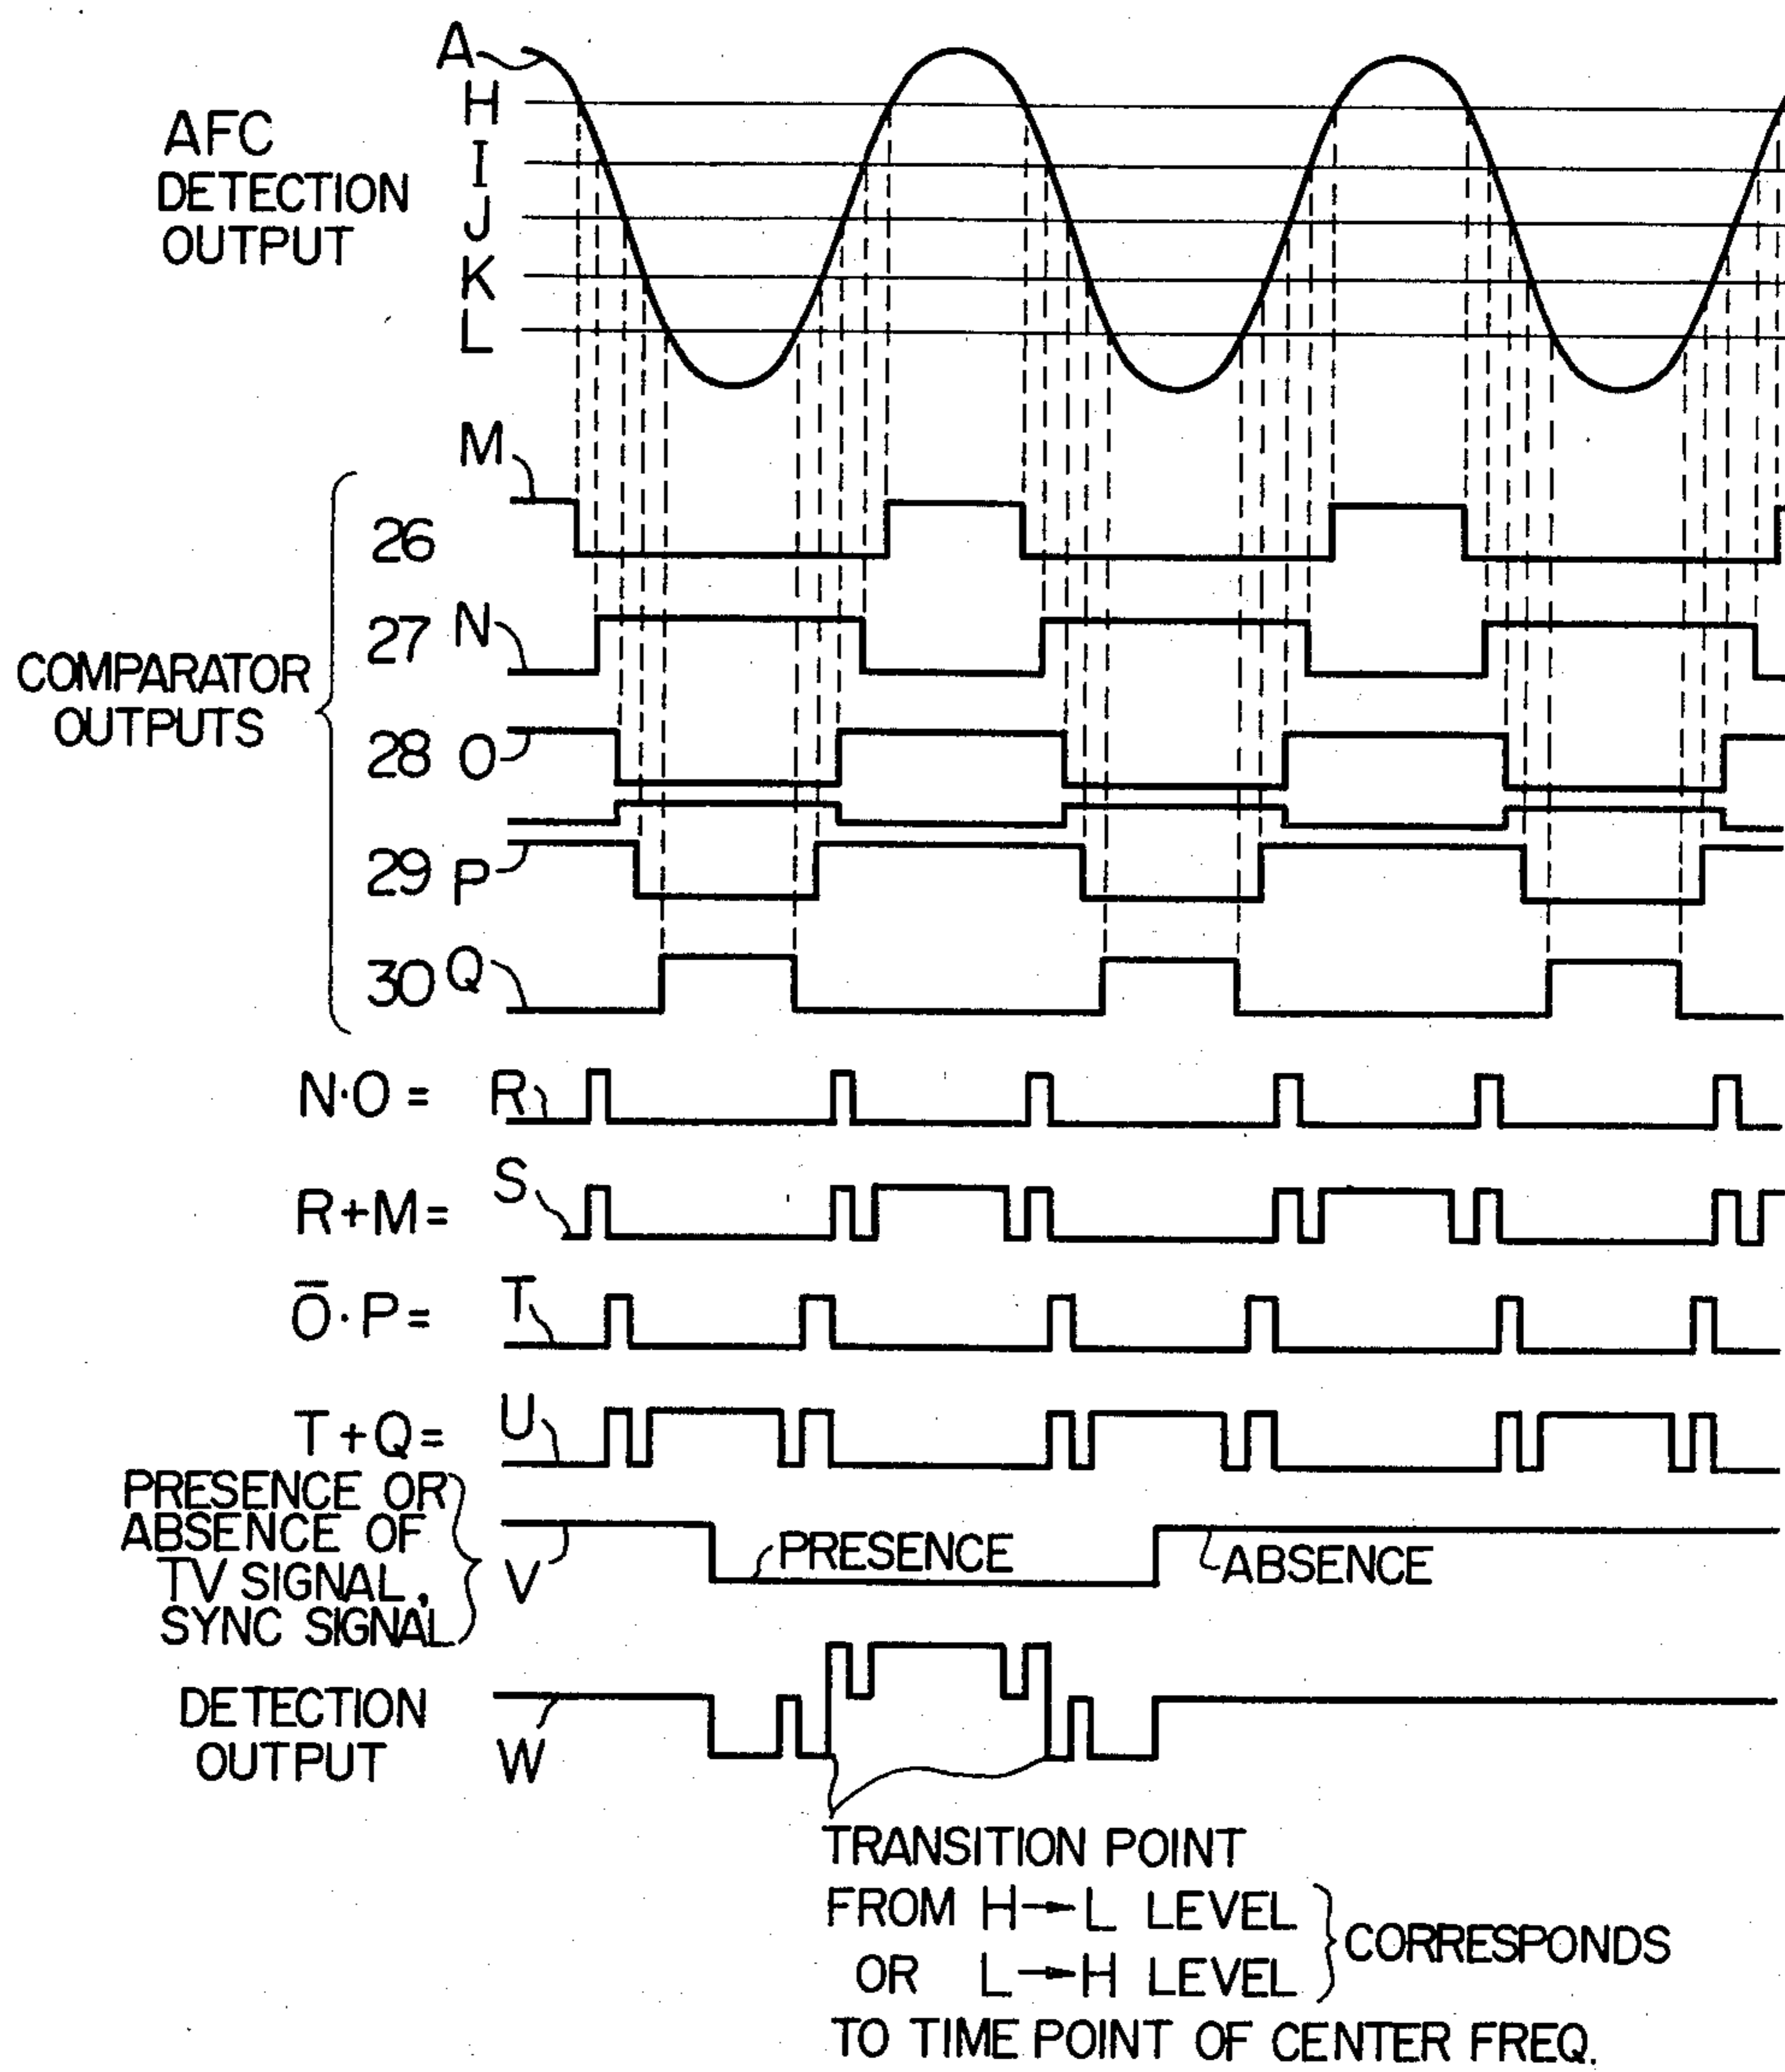 A
H
AFC
DETECTION
OUTPUT
I
J
K
L
M
26
27 N
COMPARATOR
OUTPUTS
28 O
29 P
30 Q
N·O = R
R+M= S
O̅·P= T
T+Q= U
PRESENCE OR
ABSENCE OF
TV SIGNAL,
SYNC SIGNAL
V
PRESENCE
ABSENCE
DETECTION
OUTPUT
W
TRANSITION POINT
FROM H→L LEVEL
OR L→H LEVEL
CORRESPONDS
TO TIME POINT OF CENTER FREQ.